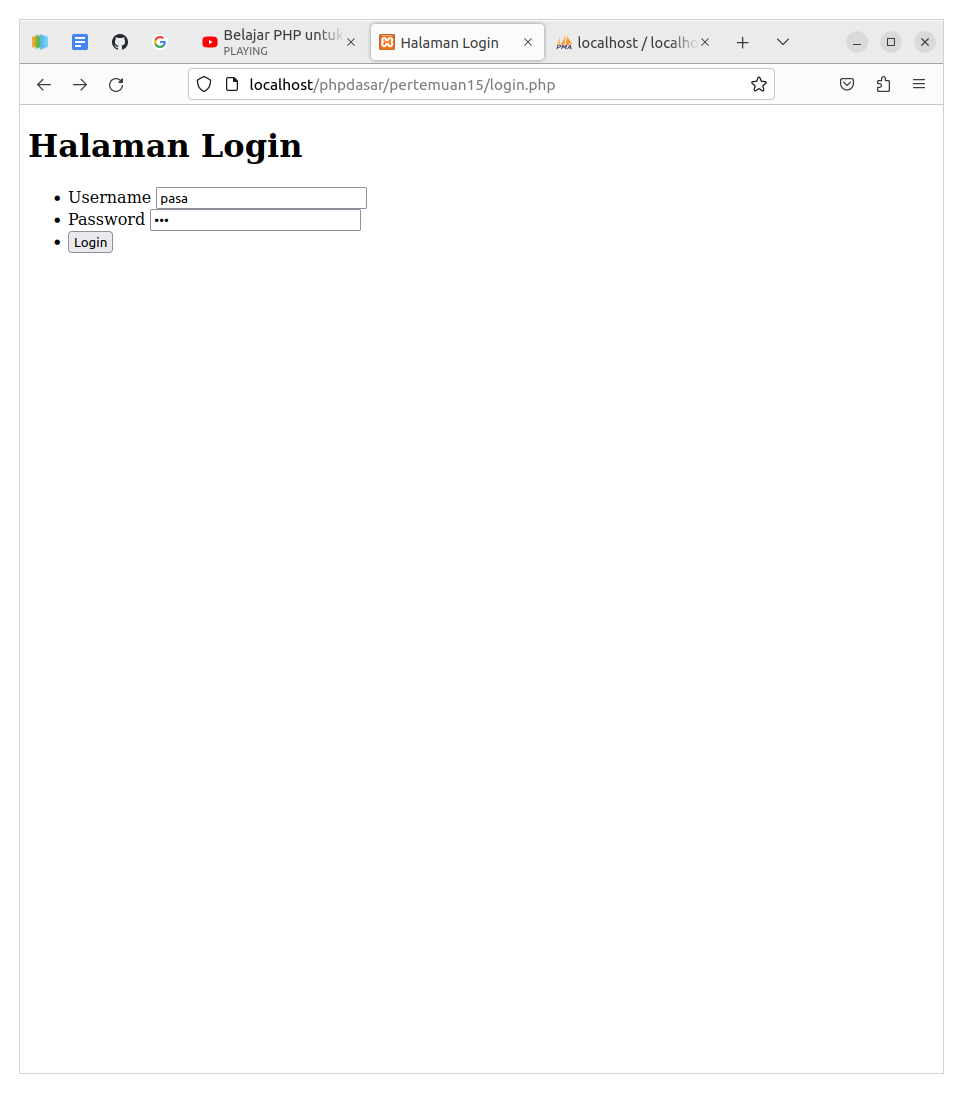 Belajar PHP untuk
PLAYING
Halaman Login
PMA
localhost / localho
localhost/phpdasar/pertemuan15/login.php
Halaman Login
Username pasa
Password •••
Login